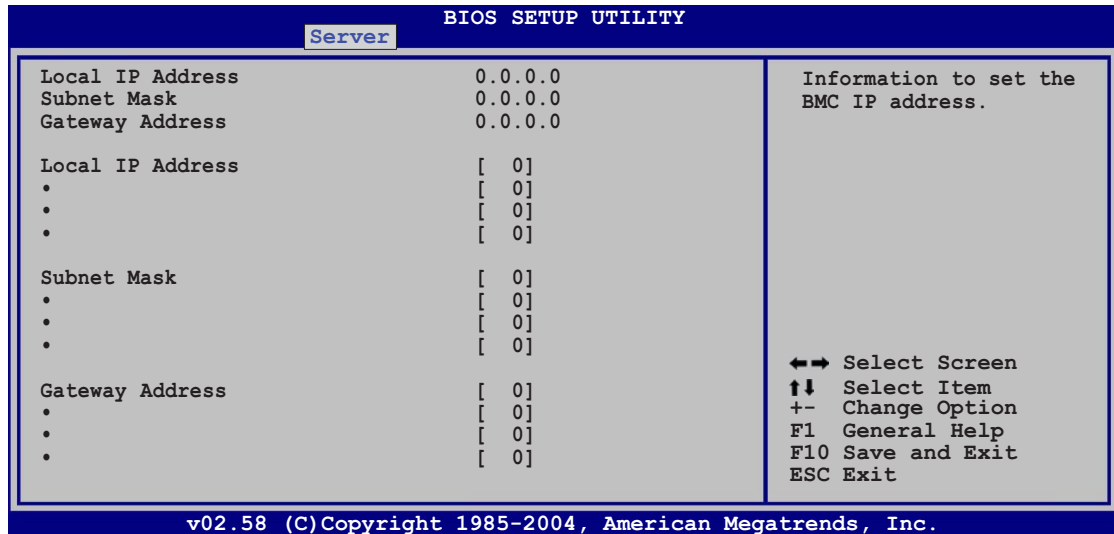 BIOS SETUP UTILITY
Server
Local IP Address 0.0.0.0
Subnet Mask 0.0.0.0
Gateway Address 0.0.0.0
Local IP Address [ 0]
• [ 0]
• [ 0]
• [ 0]
Subnet Mask [ 0]
• [ 0]
• [ 0]
• [ 0]
Gateway Address [ 0]
• [ 0]
• [ 0]
• [ 0]
Information to set the
BMC IP address.
←→ Select Screen
↑↓ Select Item
+- Change Option
F1 General Help
F10 Save and Exit
ESC Exit
v02.58 (C)Copyright 1985-2004, American Megatrends, Inc.